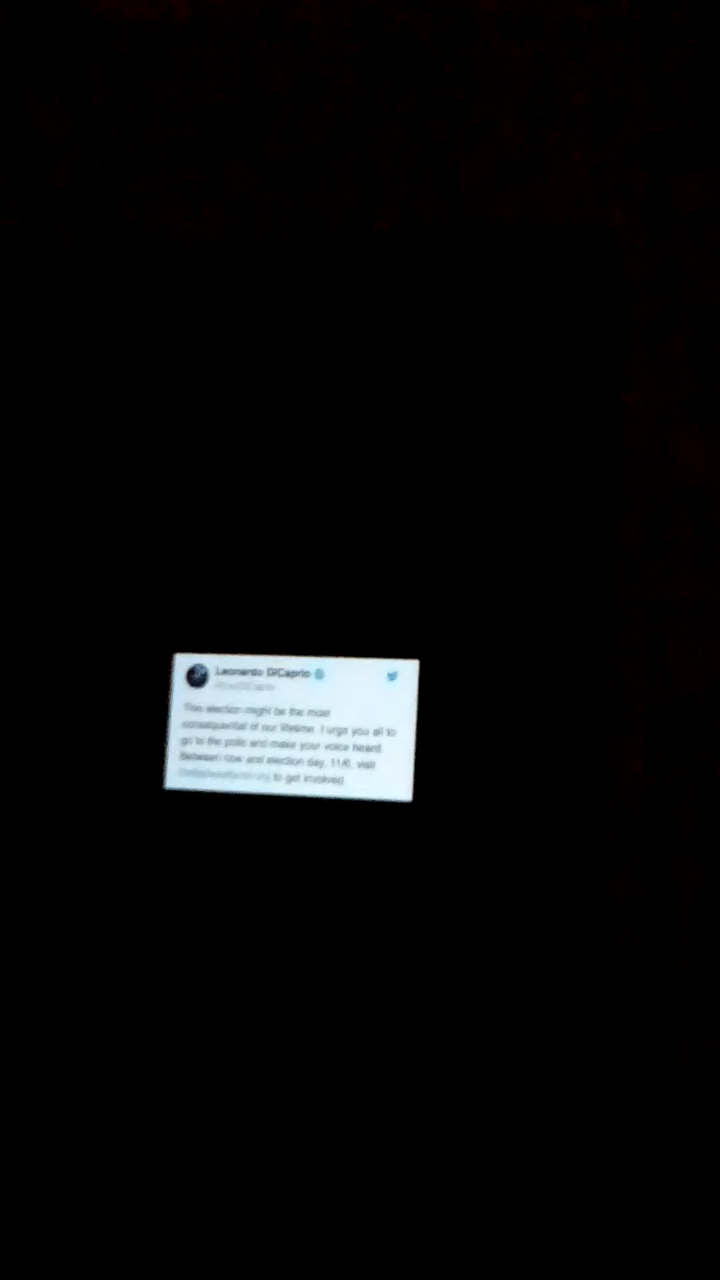 Leonardo DiCaprio
This election might be the most
consequential of our lifetime. I urge you all to
go to the polls and make your voice heard.
Between now and election day, 11/6, visit
to get involved.